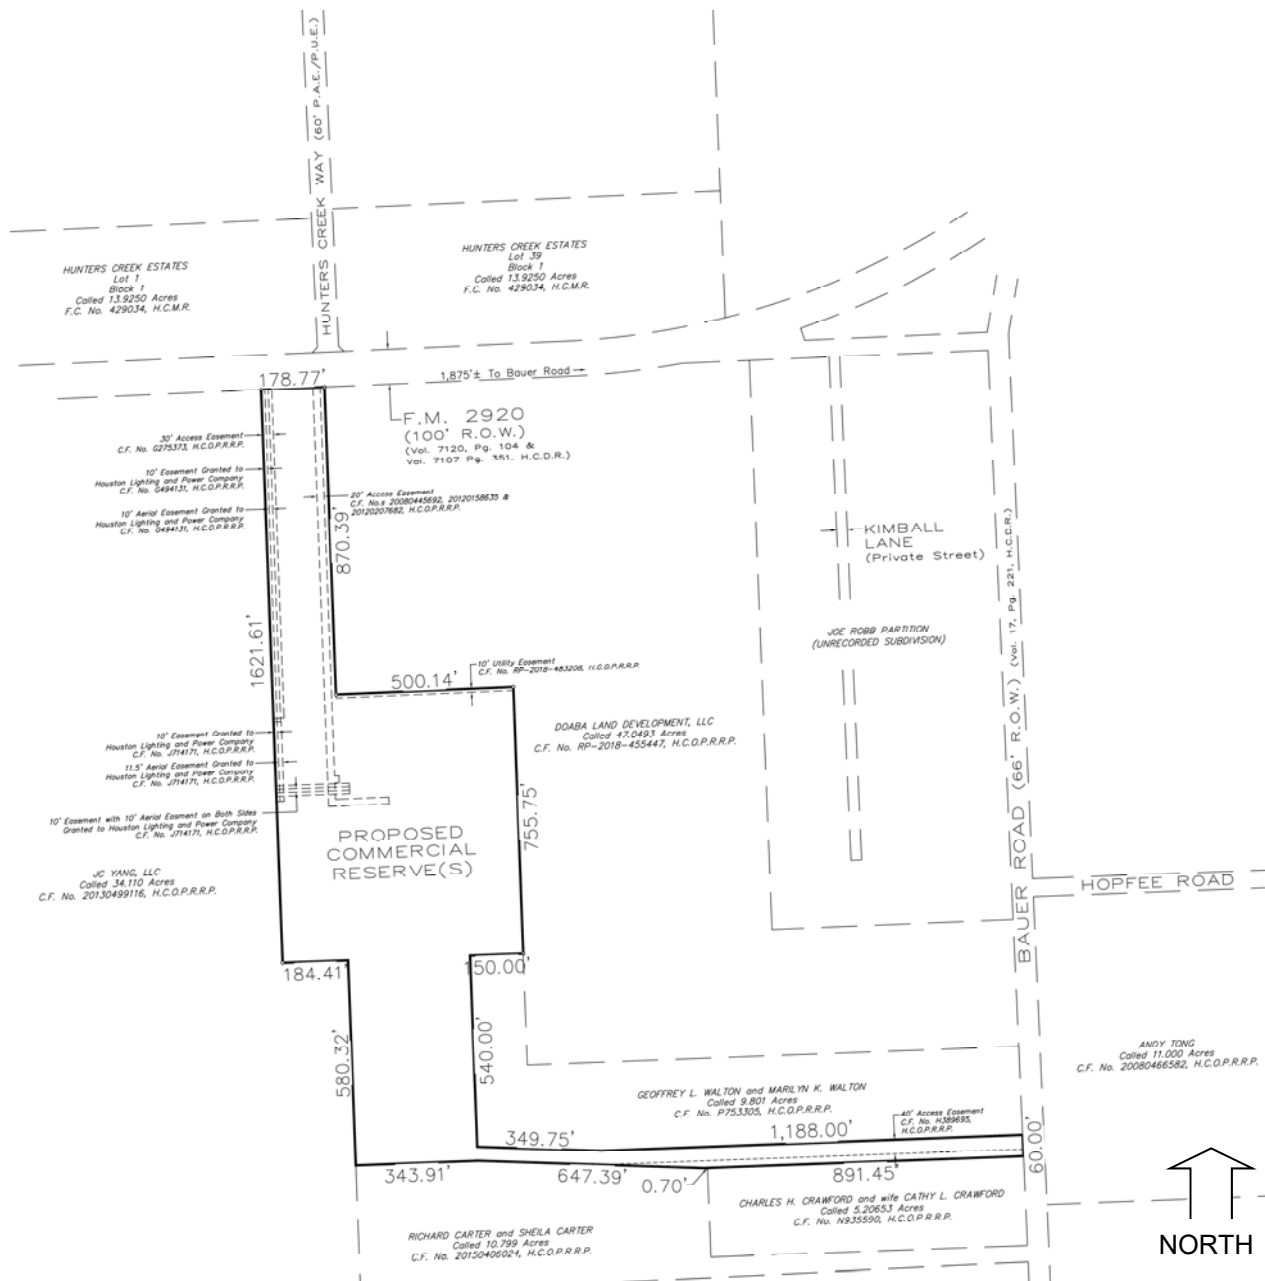 HUNTERS CREEK WAY (60' P.A.E./P.U.E.)
HUNTERS CREEK ESTATES
Lot 1
Block 1
Called 13.9250 Acres
F.C. No. 429034, H.C.M.R.
HUNTERS CREEK ESTATES
Lot 39
Block 1
Called 13.9250 Acres
F.C. No. 429034, H.C.M.R.
178.77'
1,875'± To Bauer Road
F.M. 2920
(100' R.O.W.)
(Vol. 7120, Pg. 104 &
Vol. 7107 Pg. 351, H.C.D.R.)
30' Access Easement
C.F. No. G275373, H.C.O.P.R.R.P.
10' Easement Granted to
Houston Lighting and Power Company
C.F. No. G494131, H.C.O.P.R.R.P.
10' Aerial Easement Granted to
Houston Lighting and Power Company
C.F. No. G494131, H.C.O.P.R.R.P.
20' Access Easement
C.F. No.s 20080445692, 20120158635 &
20120207682, H.C.O.P.R.R.P.
870.39'
1621.61'
KIMBALL
LANE
(Private Street)
JOE ROBB PARTITION
(UNRECORDED SUBDIVISION)
BAUER ROAD (66' R.O.W.) (Vol. 17, Pg. 221, H.C.C.R.)
10' Utility Easement
C.F. No. RP-2018-483208, H.C.O.P.R.R.P.
500.14'
DOABA LAND DEVELOPMENT, LLC
Called 47.0493 Acres
C.F. No. RP-2018-455447, H.C.O.P.R.R.P.
10' Easement Granted to
Houston Lighting and Power Company
C.F. No. J714171, H.C.O.P.R.R.P.
11.5' Aerial Easement Granted to
Houston Lighting and Power Company
C.F. No. J714171, H.C.O.P.R.R.P.
10' Easement with 10' Aerial Easment on Both Sides
Granted to Houston Lighting and Power Company
C.F. No. J714171, H.C.O.P.R.R.P.
755.75'
PROPOSED
COMMERCIAL
RESERVE(S)
JC YANG, LLC
Called 34.110 Acres
C.F. No. 20130499116, H.C.O.P.R.R.P.
HOPFEE ROAD
184.41'
150.00'
580.32'
540.00'
ANDY TONG
Called 11.000 Acres
C.F. No. 20080466582, H.C.O.P.R.R.P.
GEOFFREY L. WALTON and MARILYN K. WALTON
Called 9.801 Acres
C.F. No. P753305, H.C.O.P.R.R.P.
40' Access Easement
C.F. No. H389695,
H.C.O.P.R.R.P.
349.75'
1,188.00'
60.00'
343.91'
647.39'
0.70'
891.45'
CHARLES H. CRAWFORD and wife CATHY L. CRAWFORD
Called 5.20653 Acres
C.F. No. N935590, H.C.O.P.R.R.P.
RICHARD CARTER and SHEILA CARTER
Called 10.799 Acres
C.F. No. 20150406024, H.C.O.P.R.R.P.
NORTH